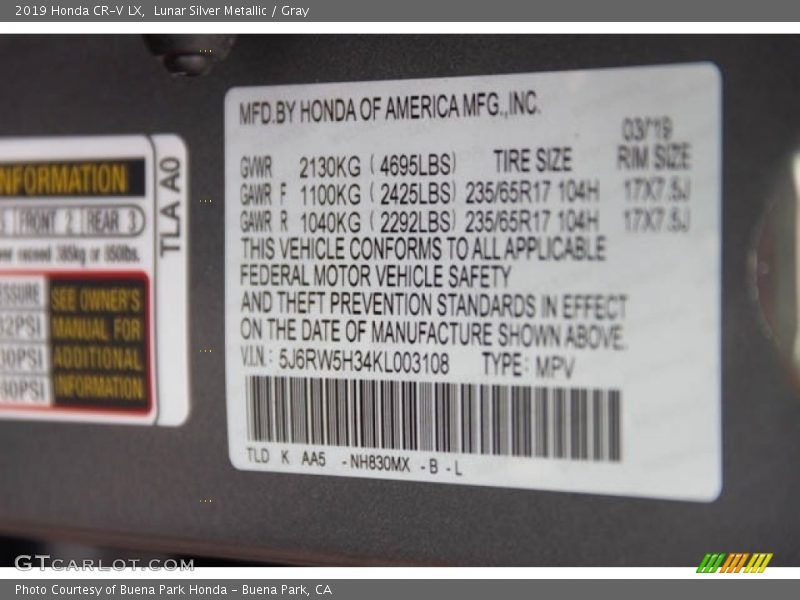 2019 Honda CR-V LX, Lunar Silver Metallic / Gray
MFD.BY HONDA OF AMERICA MFG.,INC.
03/19
GVWR 2130KG (4695LBS) TIRE SIZE RIM SIZE
GAWR F 1100KG (2425LBS) 235/65R17 104H 17X7.5J
GAWR R 1040KG (2292LBS) 235/65R17 104H 17X7.5J
THIS VEHICLE CONFORMS TO ALL APPLICABLE
FEDERAL MOTOR VEHICLE SAFETY
AND THEFT PREVENTION STANDARDS IN EFFECT
ON THE DATE OF MANUFACTURE SHOWN ABOVE.
V.I.N.: 5J6RW5H34KL003108 TYPE: MPV
TLD K AA5 -NH830MX -B -L
TLA A0
FRONT 2 REAR 3
exceed 385kg or 850lbs.
SEE OWNER'S
MANUAL FOR
ADDITIONAL
INFORMATION
GTCARLOT.COM
Photo Courtesy of Buena Park Honda - Buena Park, CA